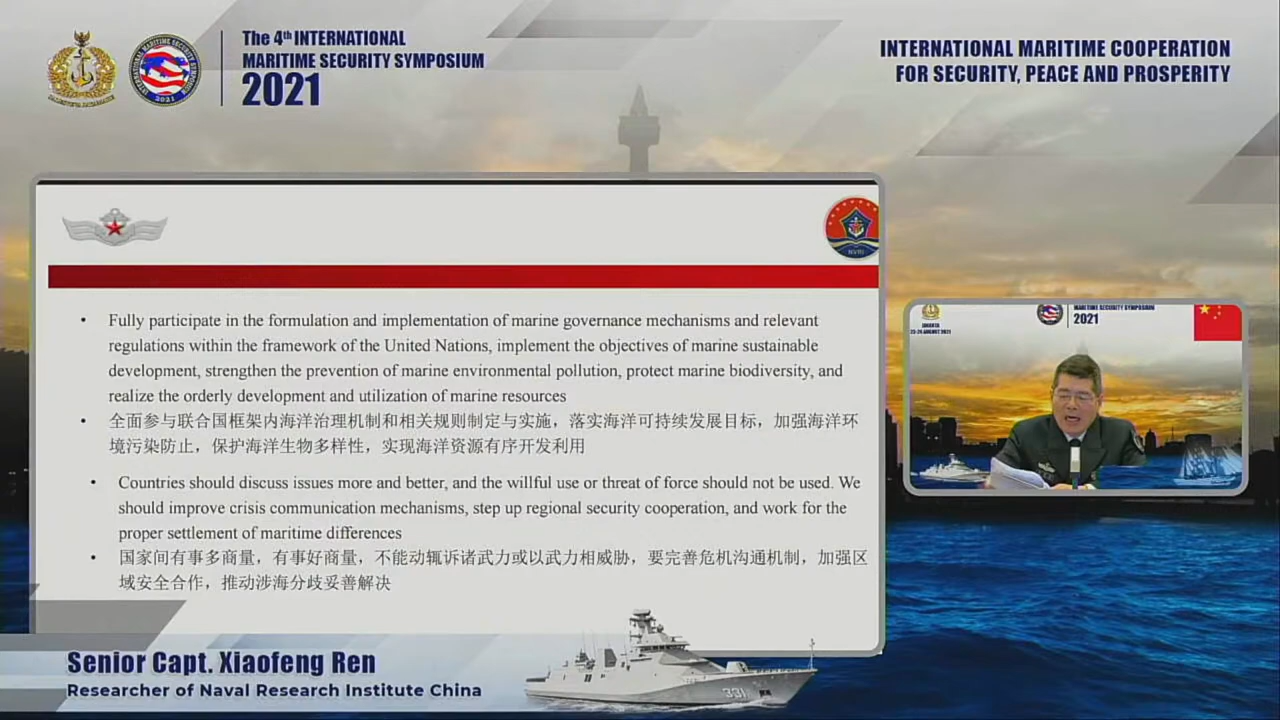 The 4th INTERNATIONAL
MARITIME SECURITY SYMPOSIUM
2021
INTERNATIONAL MARITIME COOPERATION
FOR SECURITY, PEACE AND PROSPERITY
INTERNATIONAL MARITIME SECURITY SYMPOSIUM
2021
Fully participate in the formulation and implementation of marine governance mechanisms and relevant
regulations within the framework of the United Nations, implement the objectives of marine sustainable
development, strengthen the prevention of marine environmental pollution, protect marine biodiversity, and
realize the orderly development and utilization of marine resources
全面参与联合国框架内海洋治理机制和相关规则制定与实施，落实海洋可持续发展目标，加强海洋环
境污染防止，保护海洋生物多样性，实现海洋资源有序开发利用
Countries should discuss issues more and better, and the willful use or threat of force should not be used. We
should improve crisis communication mechanisms, step up regional security cooperation, and work for the
proper settlement of maritime differences
国家间有事多商量，有事好商量，不能动辄诉诸武力或以武力相威胁，要完善危机沟通机制，加强区
域安全合作，推动涉海分歧妥善解决
MARITIME SECURITY SYMPOSIUM
2021
JAKARTA
Senior Capt. Xiaofeng Ren
Researcher of Naval Research Institute China
331